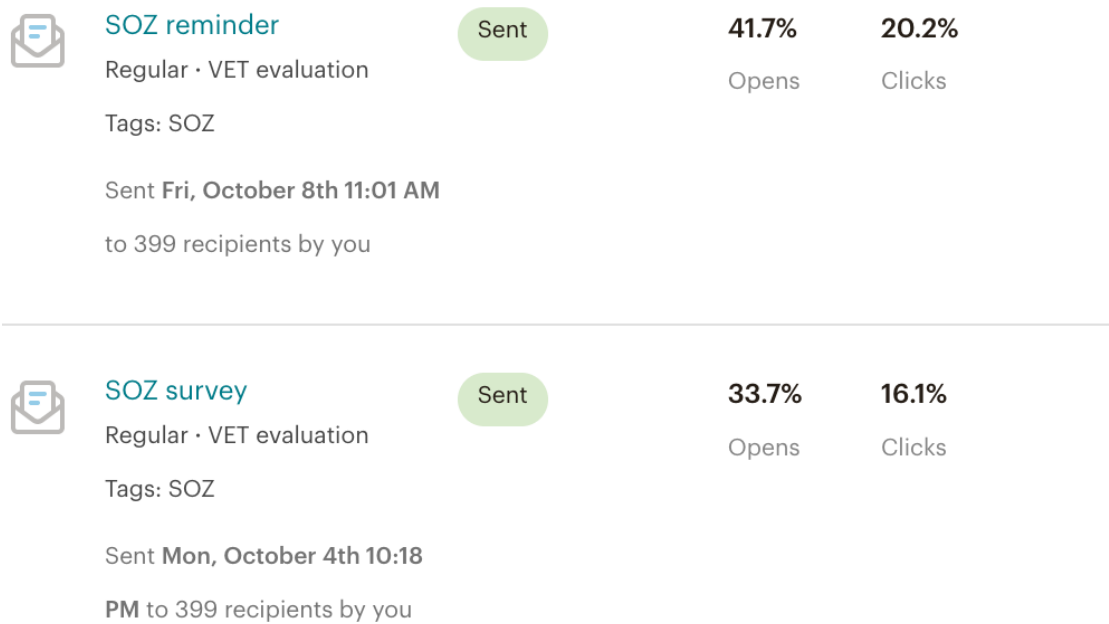 SOZ reminder
Sent
41.7%
20.2%
Regular · VET evaluation
Opens
Clicks
Tags: SOZ
Sent Fri, October 8th 11:01 AM
to 399 recipients by you
SOZ survey
Sent
33.7%
16.1%
Regular · VET evaluation
Opens
Clicks
Tags: SOZ
Sent Mon, October 4th 10:18
PM to 399 recipients by you